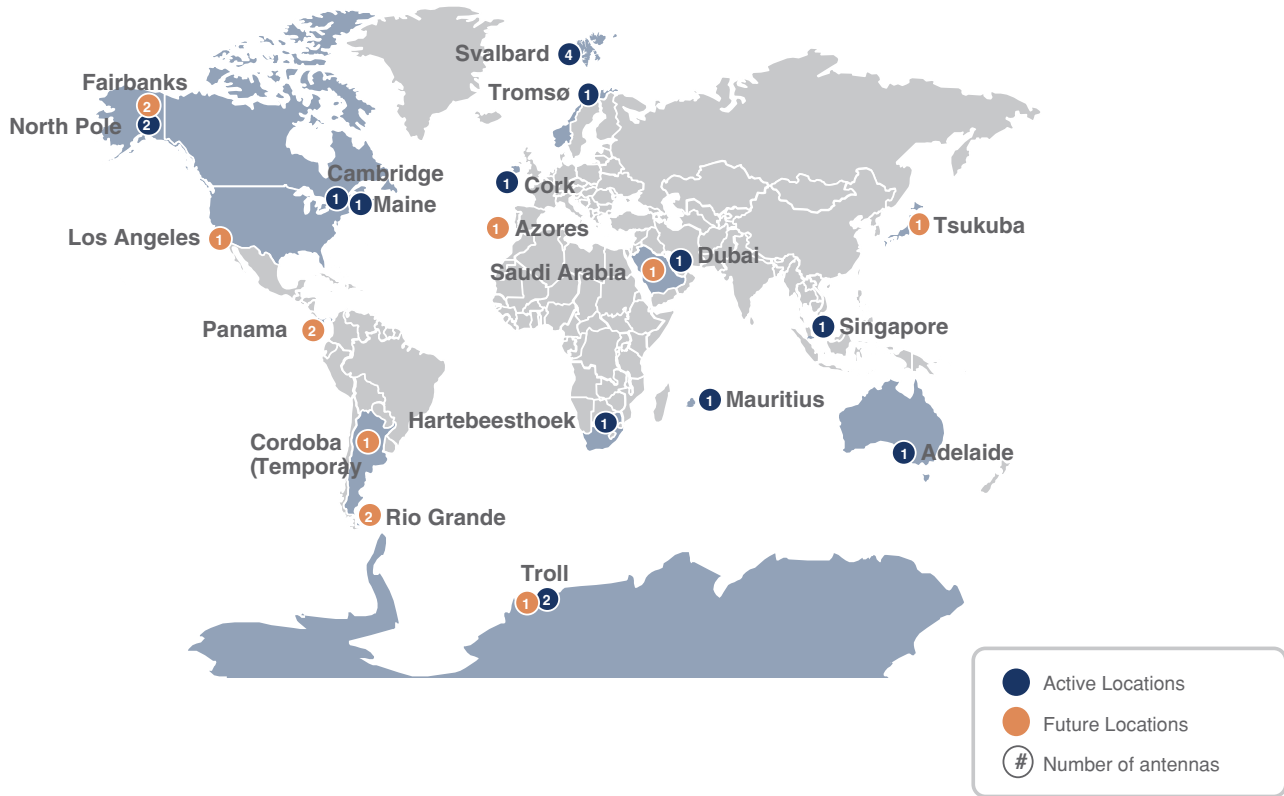 Svalbard 4
Fairbanks
2
Tromsø 1
North Pole 2
Cambridge
1
1 Maine
1
Cork
Los Angeles 1
1 Azores
1 Tsukuba
1 Dubai
Saudi Arabia 1
Panama 2
1 Singapore
1 Mauritius
Hartebeesthoek 1
Cordoba 1
(Temporay)
1 Adelaide
2 Rio Grande
Troll
1 2
Active Locations
Future Locations
# Number of antennas